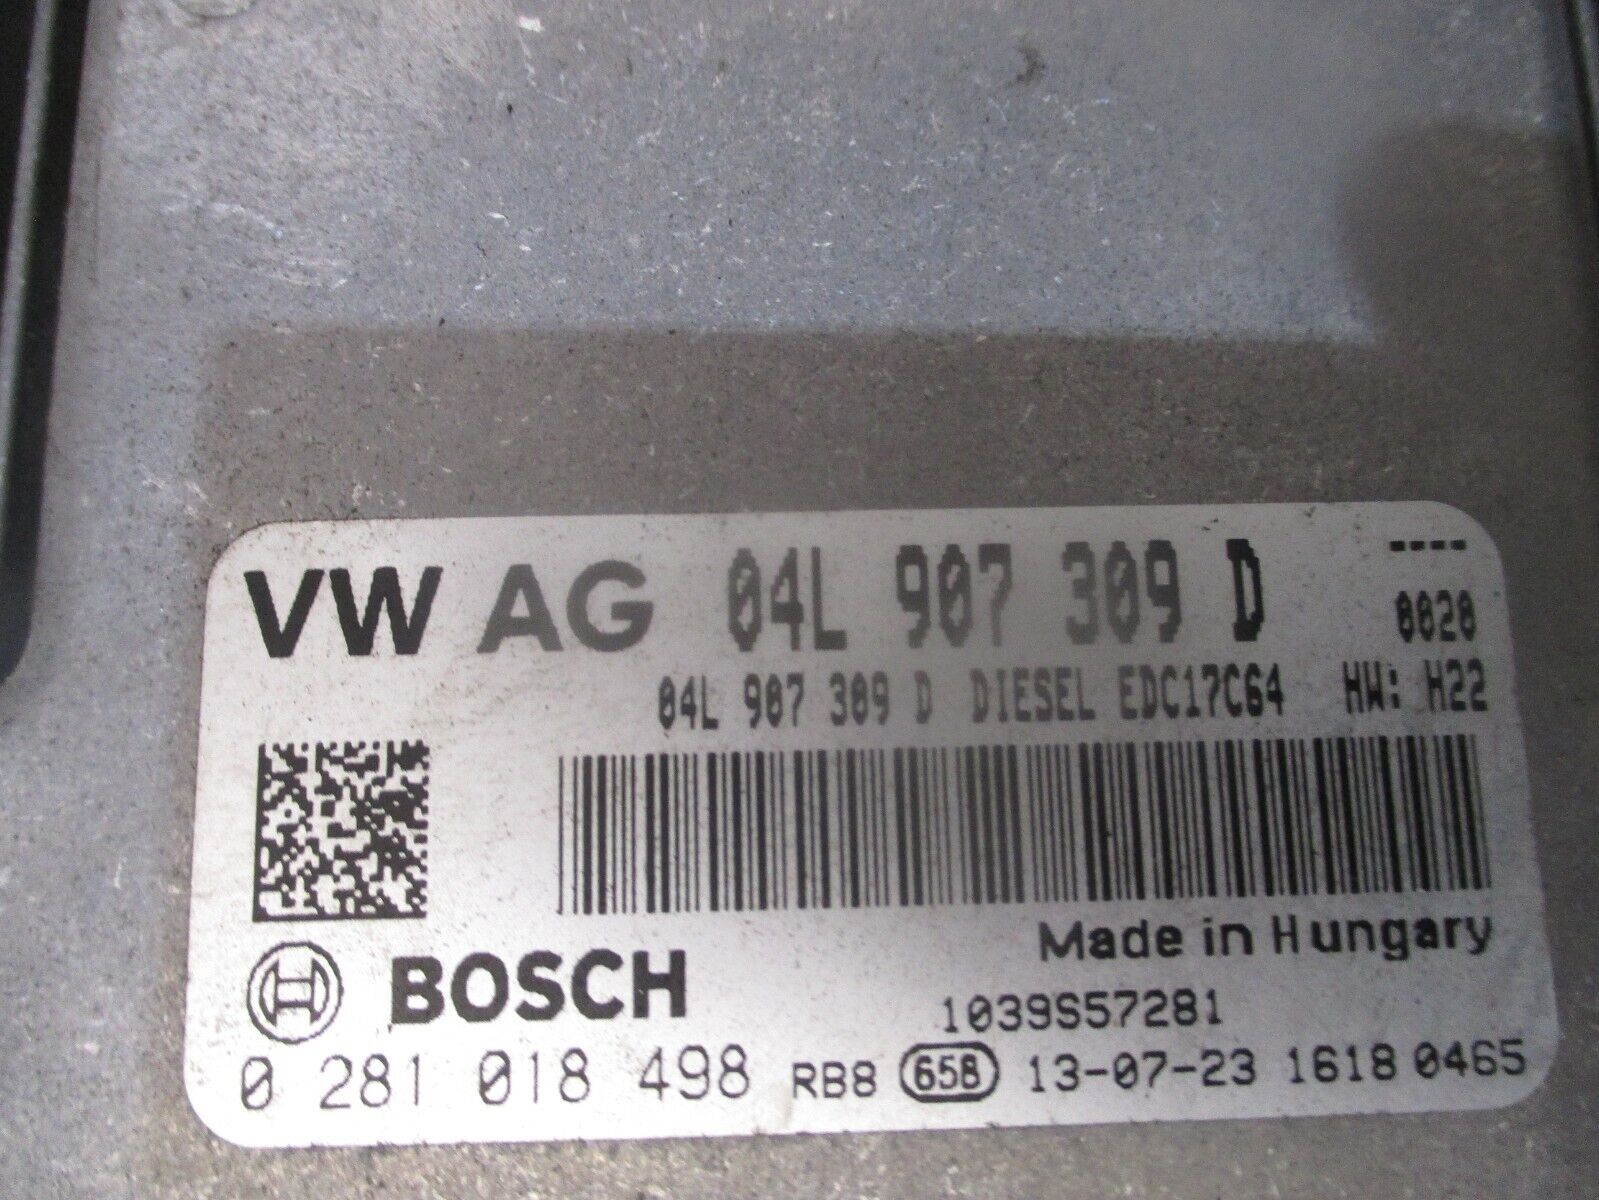 VW AG 04L 907 309 D ----
0020
04L 907 309 D DIESEL EDC17C64 HW: H22
Made in Hungary
BOSCH 1039S57281
0 281 018 498 RB8 658 13-07-23 1618 0465